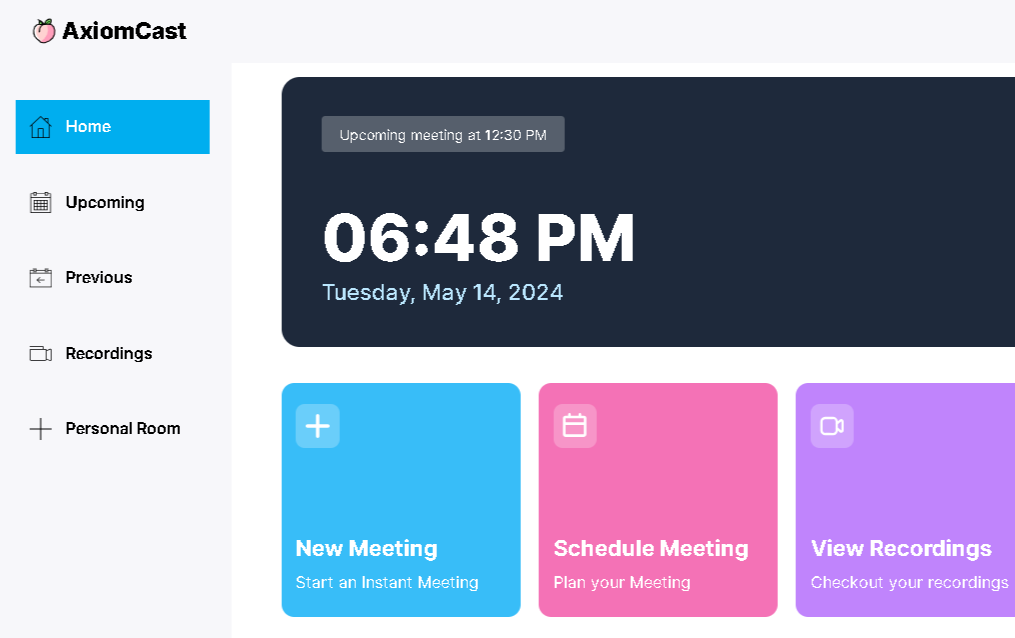 AxiomCast
Home
Upcoming
Previous
Recordings
Personal Room
Upcoming meeting at 12:30 PM
06:48 PM
Tuesday, May 14, 2024
New Meeting
Start an Instant Meeting
Schedule Meeting
Plan your Meeting
View Recordings
Checkout your recordings